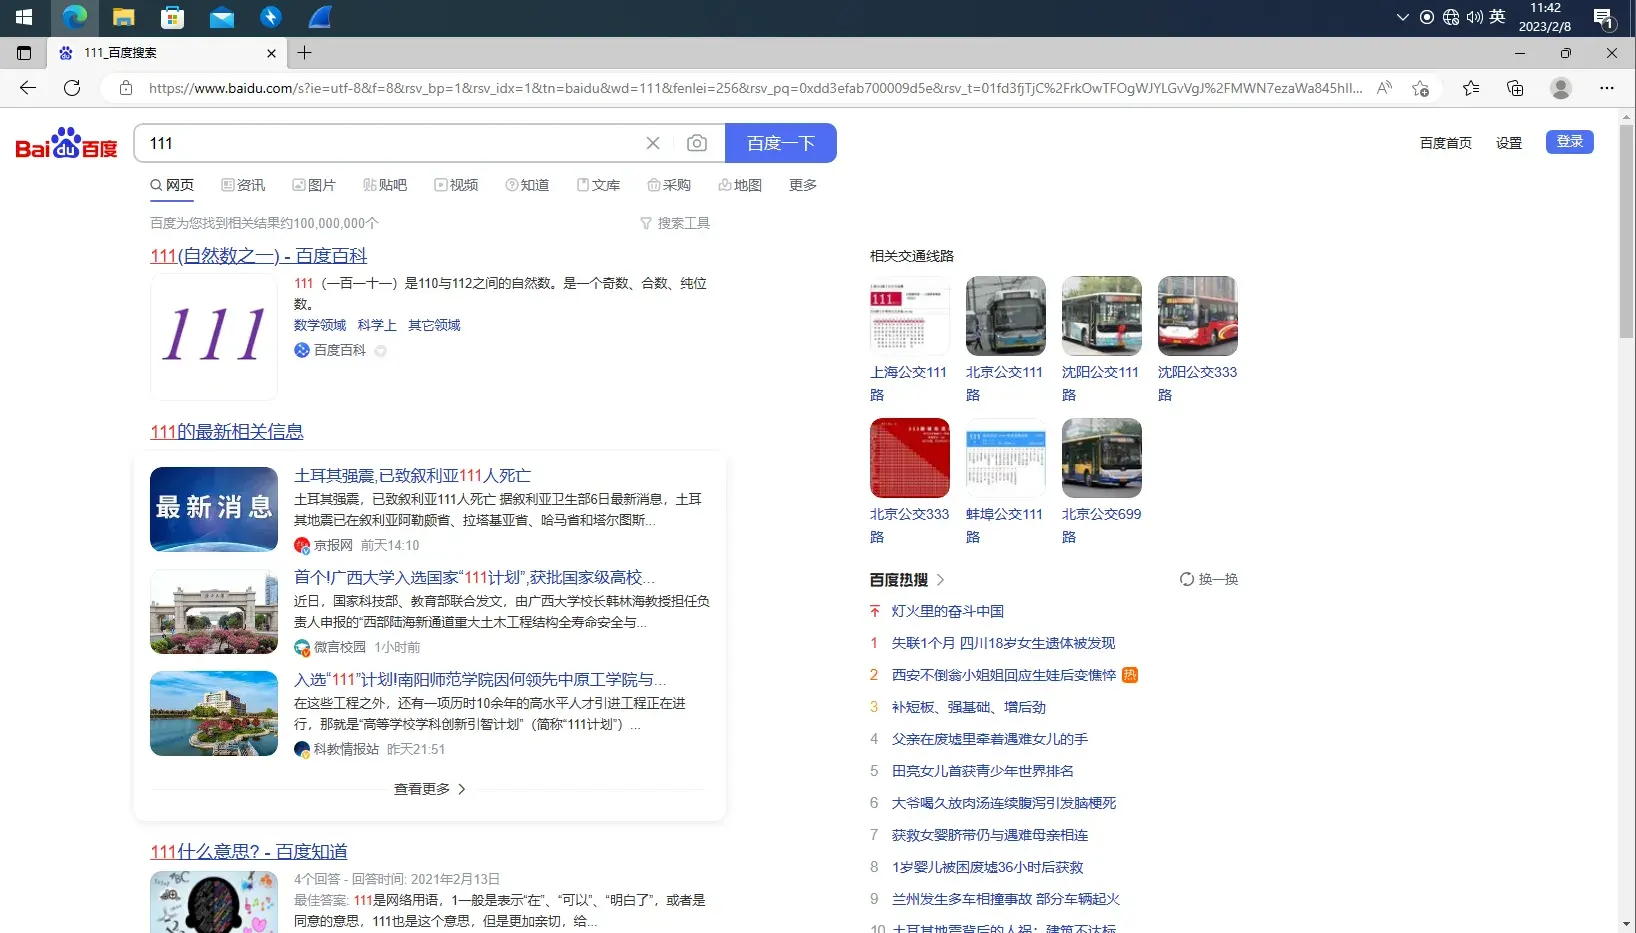 英
11:42
2023/2/8
1
111_百度搜索
https://www.baidu.com/s?ie=utf-8&f=8&rsv_bp=1&rsv_idx=1&tn=baidu&wd=111&fenlei=256&rsv_pq=0xdd3efab700009d5e&rsv_t=01fd3fjTjC%2FrkOwTFOgWJYLGvVgJ%2FMWN7ezaWa845hII...
Bai du 百度
111
百度一下
百度首页
设置
登录
网页 资讯 图片 贴吧 视频 知道 文库 采购 地图 更多
百度为您找到相关结果约100,000,000个
搜索工具
111(自然数之一) - 百度百科
111
111（一百一十一）是110与112之间的自然数。是一个奇数、合数、纯位
数。
数学领域 科学上 其它领域
百度百科
111的最新相关信息
最新消息
土耳其强震,已致叙利亚111人死亡
土耳其强震，已致叙利亚111人死亡 据叙利亚卫生部6日最新消息，土耳
其地震已在叙利亚阿勒颇省、拉塔基亚省、哈马省和塔尔图斯...
京报网 前天14:10
首个!广西大学入选国家“111计划”,获批国家级高校...
近日，国家科技部、教育部联合发文，由广西大学校长韩林海教授担任负
责人申报的“西部陆海新通道重大土木工程结构全寿命安全与...
微言校园 1小时前
入选“111”计划!南阳师范学院因何领先中原工学院与...
在这些工程之外，还有一项历时10余年的高水平人才引进工程正在进
行，那就是“高等学校学科创新引智计划”（简称“111计划”）...
科教情报站 昨天21:51
查看更多
111什么意思? - 百度知道
4个回答 - 回答时间: 2021年2月13日
最佳答案: 111是网络用语，1一般是表示“在”、“可以”、“明白了”，或者是
同意的意思，111也是这个意思，但是更加亲切，给...
相关交通线路
111
上海公交111
路
北京公交111
路
沈阳公交111
路
沈阳公交333
路
北京公交333
路
蚌埠公交111
路
北京公交699
路
百度热搜
换一换
灯火里的奋斗中国
1 失联1个月 四川18岁女生遗体被发现
2 西安不倒翁小姐姐回应生娃后变憔悴 热
3 补短板、强基础、增后劲
4 父亲在废墟里牵着遇难女儿的手
5 田亮女儿首获青少年世界排名
6 大爷喝久放肉汤连续腹泻引发脑梗死
7 获救女婴脐带仍与遇难母亲相连
8 1岁婴儿被困废墟36小时后获救
9 兰州发生多车相撞事故 部分车辆起火
10 土耳其地震背后的人祸：建筑不达标